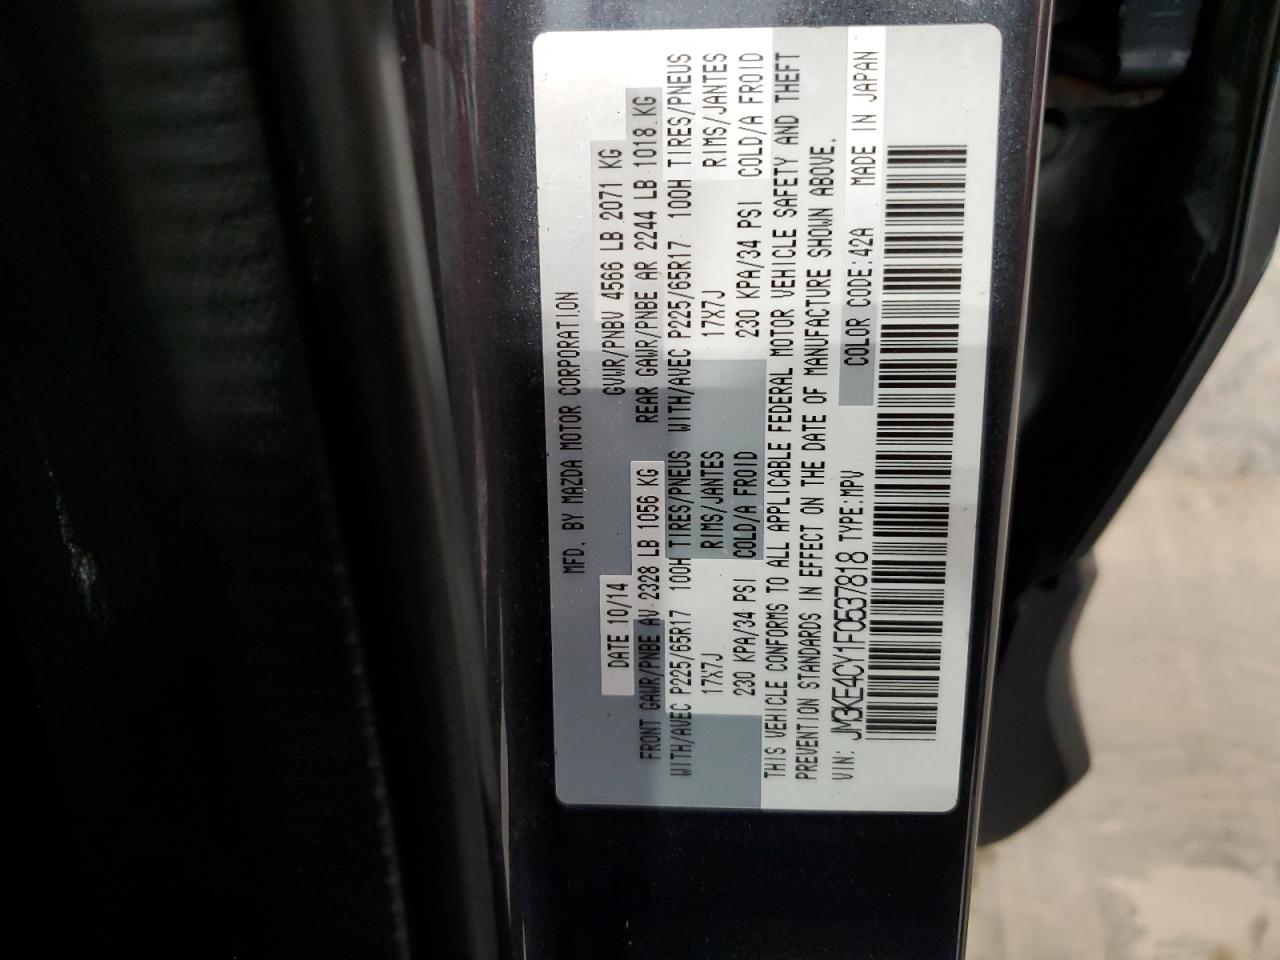 MFD. BY MAZDA MOTOR CORPORATION
DATE 10/14 GVWR/PNBV 4566 LB 2071 KG
FRONT GAWR/PNBE AV 2328 LB 1056 KG REAR GAWR/PNBE AR 2244 LB 1018 KG
WITH/AVEC P225/65R17 100H TIRES/PNEUS WITH/AVEC P225/65R17 100H TIRES/PNEUS
17X7J RIMS/JANTES 17X7J RIMS/JANTES
230 KPA/34 PSI COLD/A FROID 230 KPA/34 PSI COLD/A FROID
THIS VEHICLE CONFORMS TO ALL APPLICABLE FEDERAL MOTOR VEHICLE SAFETY AND THEFT
PREVENTION STANDARDS IN EFFECT ON THE DATE OF MANUFACTURE SHOWN ABOVE.
VIN: JM3KE4CY1F0537818 TYPE:MPV COLOR CODE:42A MADE IN JAPAN